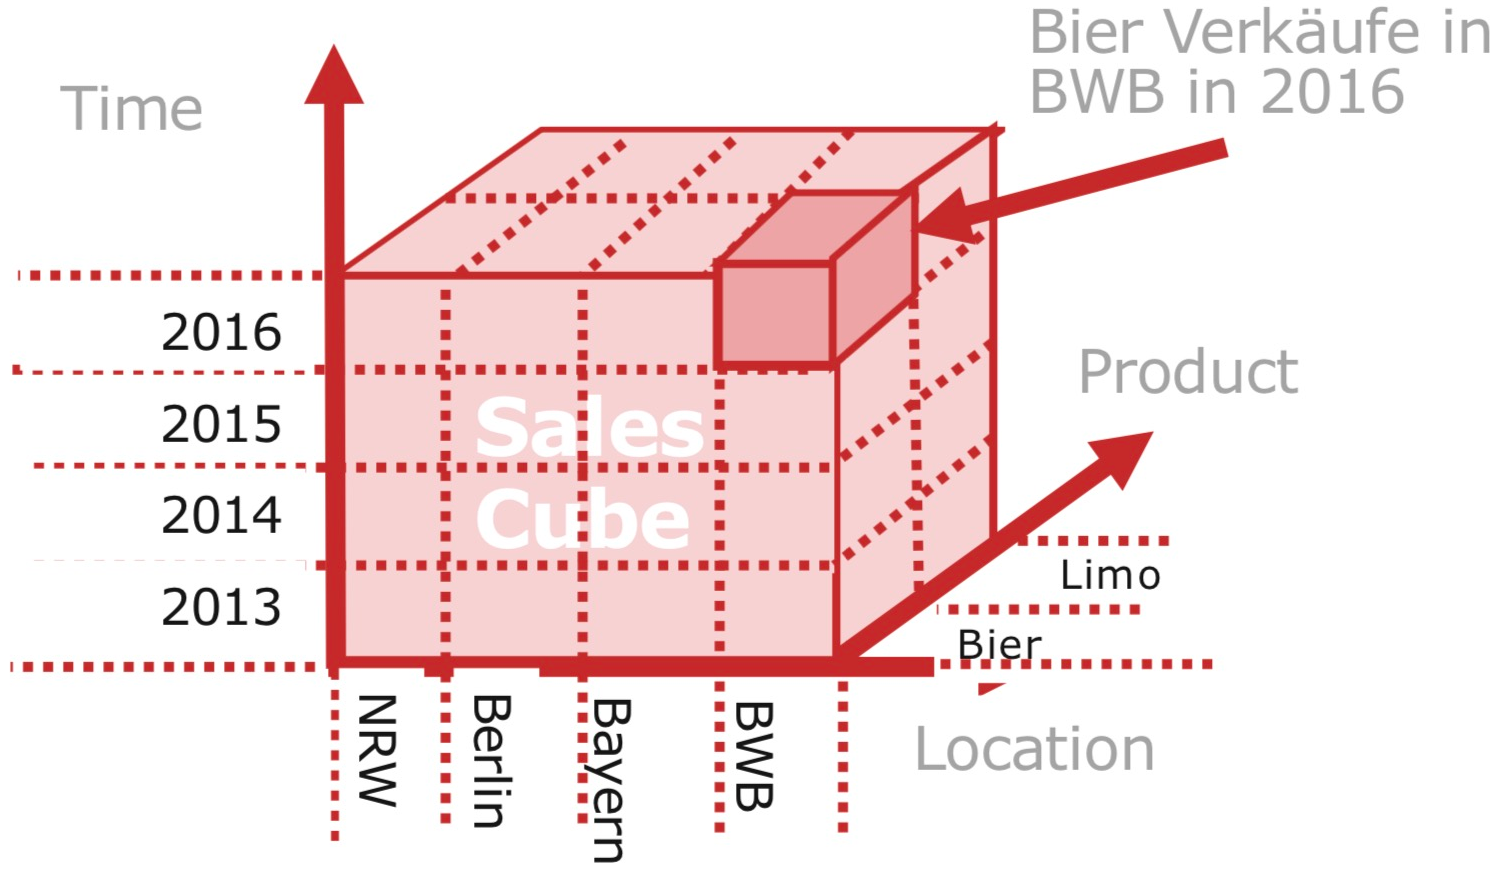 Bier Verkäufe in
BWB in 2016
Time
2016
2015
2014
2013
Sales
Cube
Product
Limo
Bier
Location
NRW
Berlin
Bayern
BWB